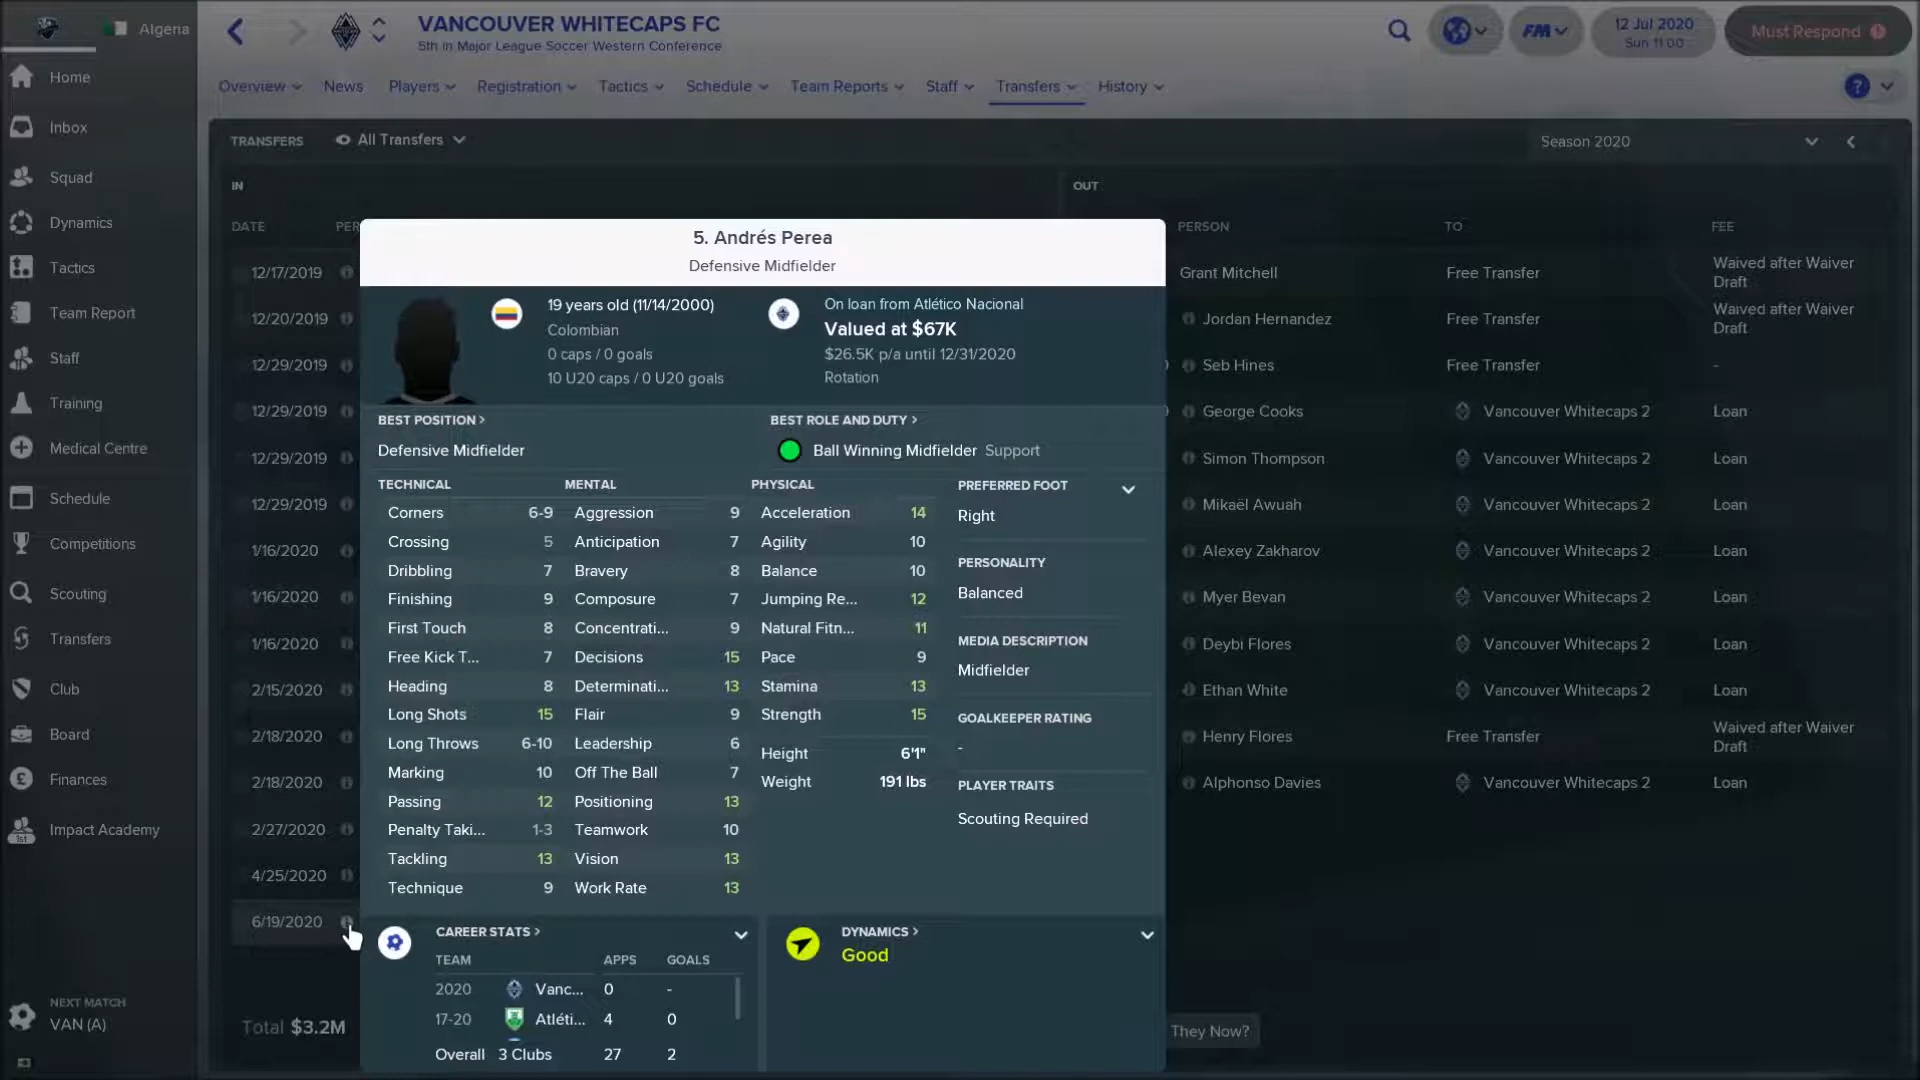 Algeria
VANCOUVER WHITECAPS FC
5th in Major League Soccer Western Conference
FM
12 Jul 2020
Sun 11:00
Must Respond
Home
Inbox
Squad
Dynamics
Tactics
Team Report
Staff
Training
Medical Centre
Schedule
Competitions
Scouting
Transfers
Club
Board
Finances
Impact Academy
NEXT MATCH
VAN (A)
Overview
News
Players
Registration
Tactics
Schedule
Team Reports
Staff
Transfers
History
?
TRANSFERS
All Transfers
Season 2020
IN
OUT
DATE
PER
PERSON
TO
FEE
12/17/2019
12/20/2019
12/29/2019
12/29/2019
12/29/2019
12/29/2019
1/16/2020
1/16/2020
1/16/2020
2/15/2020
2/18/2020
2/18/2020
2/27/2020
4/25/2020
6/19/2020
Total $3.2M
5. Andrés Perea
Defensive Midfielder
19 years old (11/14/2000)
Colombian
0 caps / 0 goals
10 U20 caps / 0 U20 goals
On loan from Atlético Nacional
Valued at $67K
$26.5K p/a until 12/31/2020
Rotation
BEST POSITION >
Defensive Midfielder
BEST ROLE AND DUTY >
Ball Winning Midfielder Support
TECHNICAL
Corners 6-9
Crossing 5
Dribbling 7
Finishing 9
First Touch 8
Free Kick T... 7
Heading 8
Long Shots 15
Long Throws 6-10
Marking 10
Passing 12
Penalty Taki... 1-3
Tackling 13
Technique 9
MENTAL
Aggression 9
Anticipation 7
Bravery 8
Composure 7
Concentrati... 9
Decisions 15
Determinati... 13
Flair 9
Leadership 6
Off The Ball 7
Positioning 13
Teamwork 10
Vision 13
Work Rate 13
PHYSICAL
Acceleration 14
Agility 10
Balance 10
Jumping Re... 12
Natural Fitn... 11
Pace 9
Stamina 13
Strength 15
Height 6'1"
Weight 191 lbs
PREFERRED FOOT
Right
PERSONALITY
Balanced
MEDIA DESCRIPTION
Midfielder
GOALKEEPER RATING
-
PLAYER TRAITS
Scouting Required
CAREER STATS >
TEAM APPS GOALS
2020 Vanc... 0 -
17-20 Atléti... 4 0
Overall 3 Clubs 27 2
DYNAMICS >
Good
Grant Mitchell Free Transfer Waived after Waiver Draft
Jordan Hernandez Free Transfer Waived after Waiver Draft
Seb Hines Free Transfer -
George Cooks Vancouver Whitecaps 2 Loan
Simon Thompson Vancouver Whitecaps 2 Loan
Mikaël Awuah Vancouver Whitecaps 2 Loan
Alexey Zakharov Vancouver Whitecaps 2 Loan
Myer Bevan Vancouver Whitecaps 2 Loan
Deybi Flores Vancouver Whitecaps 2 Loan
Ethan White Vancouver Whitecaps 2 Loan
Henry Flores Free Transfer Waived after Waiver Draft
Alphonso Davies Vancouver Whitecaps 2 Loan
They Now?